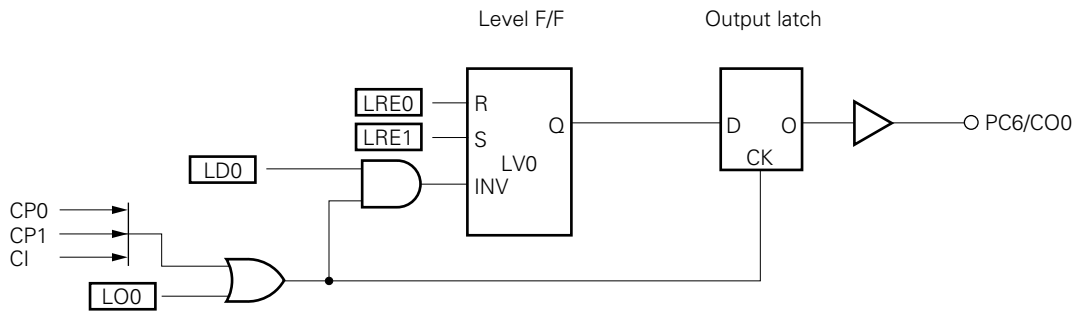 Level F/F
Output latch
LRE0
R
LRE1
S
Q
D
O
PC6/CO0
LD0
LV0
CK
INV
CP0
CP1
CI
LO0